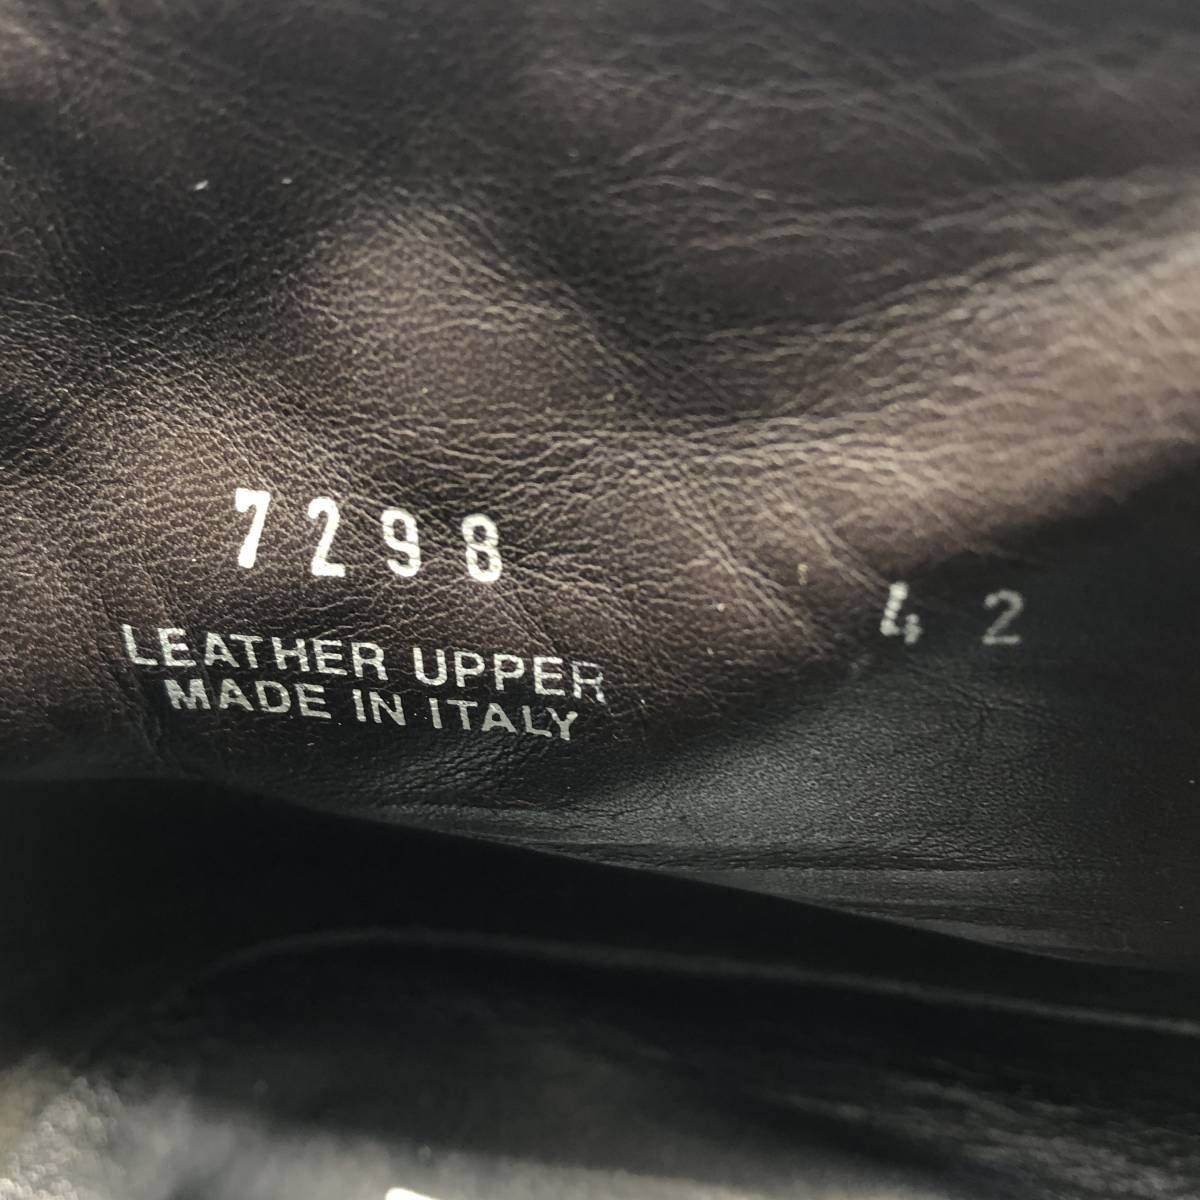 7298
42
LEATHER UPPER
MADE IN ITALY